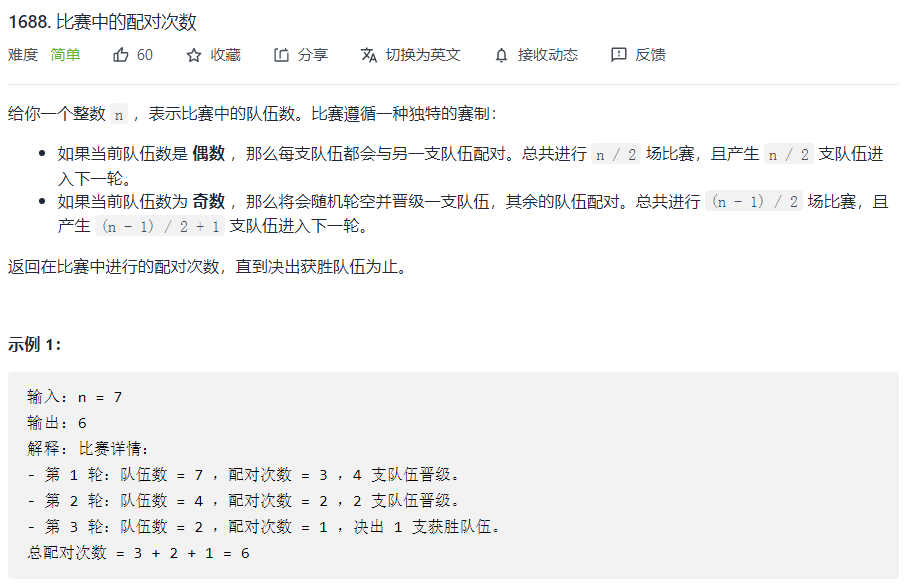 1688. 比赛中的配对次数
难度 简单 60 收藏 分享 切换为英文 接收动态 反馈
给你一个整数 n ，表示比赛中的队伍数。比赛遵循一种独特的赛制：
• 如果当前队伍数是 偶数 ，那么每支队伍都会与另一支队伍配对。总共进行 n / 2 场比赛，且产生 n / 2 支队伍进
入下一轮。
• 如果当前队伍数为 奇数 ，那么将会随机轮空并晋级一支队伍，其余的队伍配对。总共进行 (n - 1) / 2 场比赛，且
产生 (n - 1) / 2 + 1 支队伍进入下一轮。
返回在比赛中进行的配对次数，直到决出获胜队伍为止。
示例 1：
输入：n = 7
输出：6
解释：比赛详情：
- 第 1 轮：队伍数 = 7 ，配对次数 = 3 ，4 支队伍晋级。
- 第 2 轮：队伍数 = 4 ，配对次数 = 2 ，2 支队伍晋级。
- 第 3 轮：队伍数 = 2 ，配对次数 = 1 ，决出 1 支获胜队伍。
总配对次数 = 3 + 2 + 1 = 6